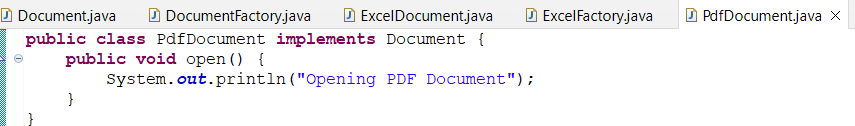 Document.java DocumentFactory.java ExcelDocument.java ExcelFactory.java PdfDocument.java
public class PdfDocument implements Document {
    public void open() {
        System.out.println("Opening PDF Document");
    }
}